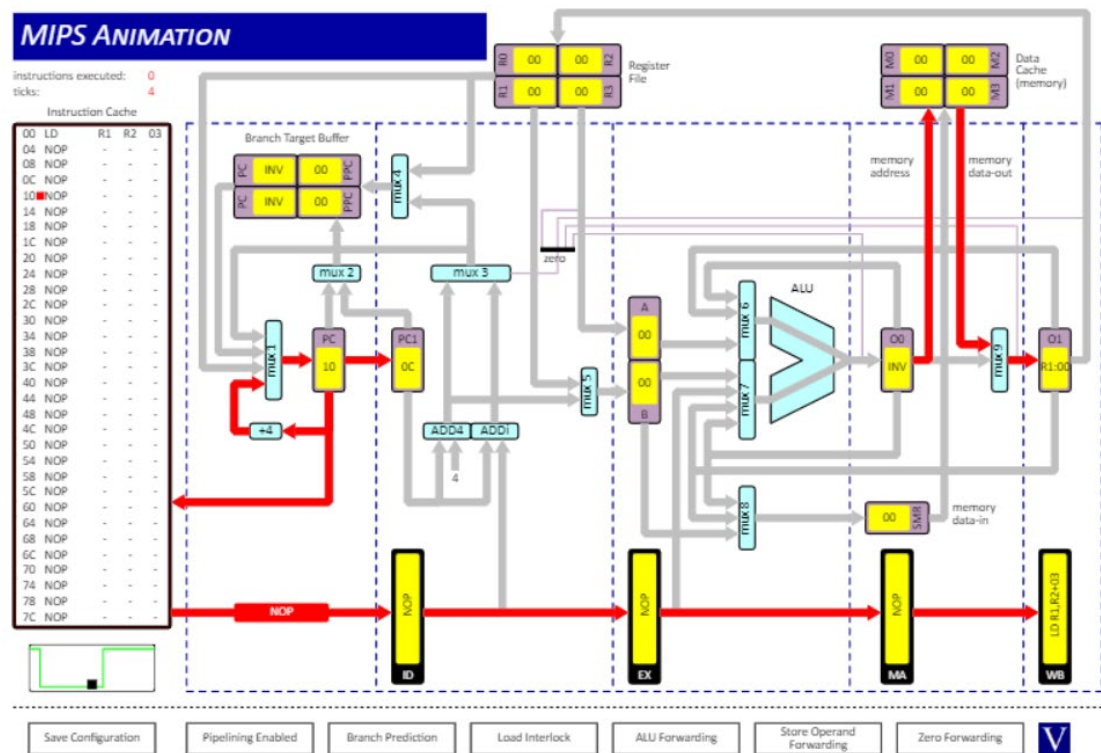 MIPS ANIMATION
instructions executed: 0
ticks: 4
Instruction Cache
00 LD R1 R2 03
04 NOP - - -
08 NOP - - -
0C NOP - - -
10 NOP - - -
14 NOP - - -
18 NOP - - -
1C NOP - - -
20 NOP - - -
24 NOP - - -
28 NOP - - -
2C NOP - - -
30 NOP - - -
34 NOP - - -
38 NOP - - -
3C NOP - - -
40 NOP - - -
44 NOP - - -
48 NOP - - -
4C NOP - - -
50 NOP - - -
54 NOP - - -
58 NOP - - -
5C NOP - - -
60 NOP - - -
64 NOP - - -
68 NOP - - -
6C NOP - - -
70 NOP - - -
74 NOP - - -
78 NOP - - -
7C NOP - - -
R0 00 00 R2
R1 00 00 R3
Register
File
M0 00 00 M2
M1 00 00 M3
Data
Cache
(memory)
Branch Target Buffer
PC INV 00 PPC
PC INV 00 PPC
mux 4
memory
address
memory
data-out
zero
mux 2
mux 3
mux 1
PC
10
PC1
0C
+4
ADD4 ADDI
4
mux 5
A
00
00
B
mux 6
mux 7
ALU
O0
INV
mux 9
O1
R1:00
mux 8
00 SMR
memory
data-in
NOP
NOP
ID
NOP
EX
NOP
MA
LD R1,R2+03
WB
Save Configuration
Pipelining Enabled
Branch Prediction
Load Interlock
ALU Forwarding
Store Operand
Forwarding
Zero Forwarding
V